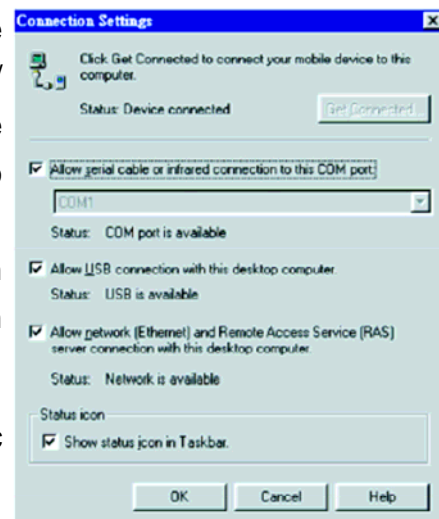 Connection Settings
Click Get Connected to connect your mobile device to this
computer.
Status: Device connected
Get Connected...
Allow serial cable or infrared connection to this COM port:
COM1
Status: COM port is available
Allow USB connection with this desktop computer.
Status: USB is available
Allow network (Ethernet) and Remote Access Service (RAS)
server connection with this desktop computer.
Status: Network is available
Status icon
Show status icon in Taskbar.
OK Cancel Help